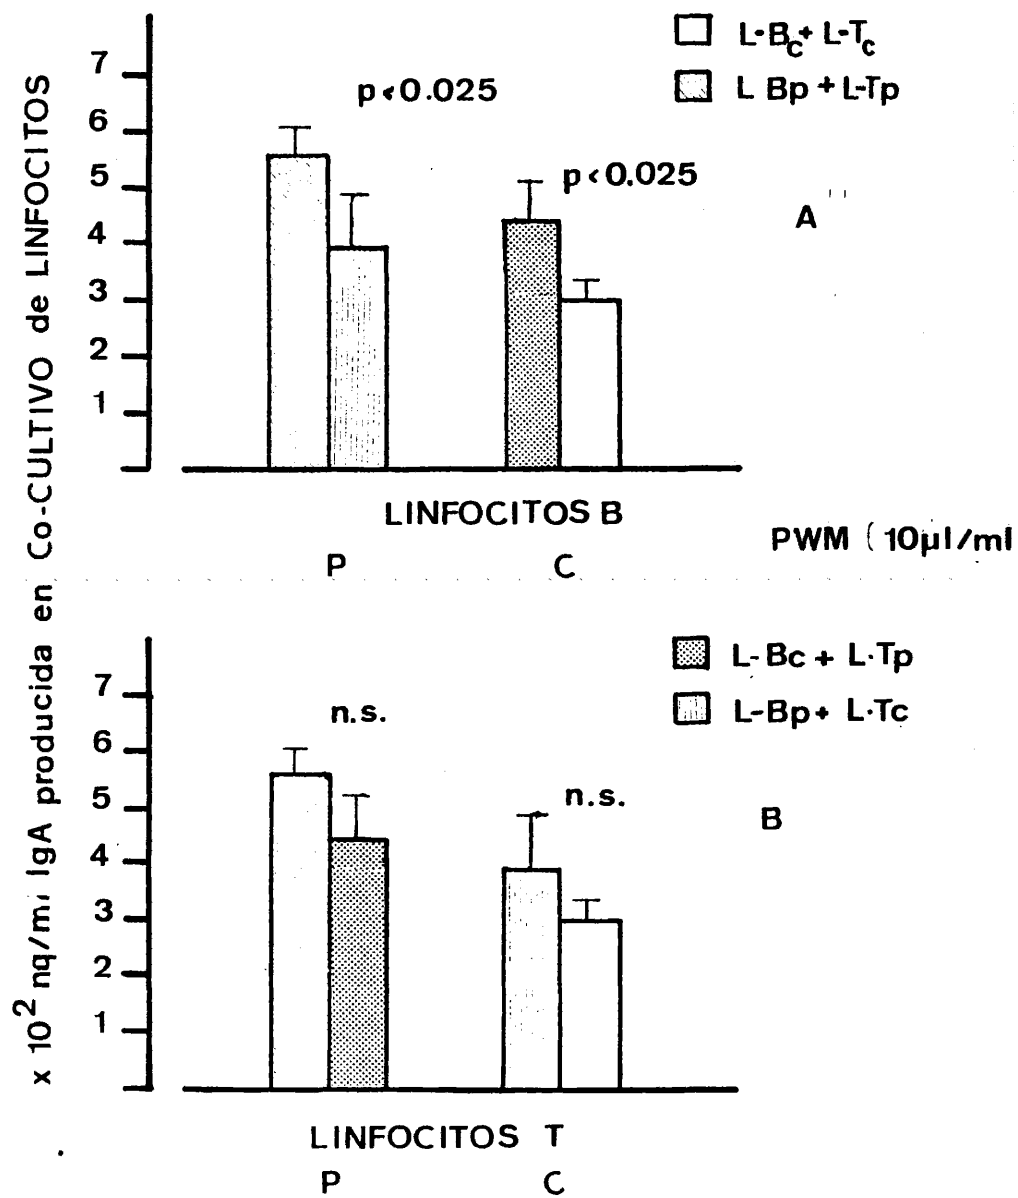 x 10² nq/ml IgA producida en Co-CULTIVO de LINFOCITOS
L-Bc+ L-Tc
L Bp + L-Tp
7
6
5
4
3
2
1
p<0.025
p<0.025
A
LINFOCITOS B
P C
PWM (10µl/ml
L-Bc + L·Tp
L-Bp + L·Tc
7
6
5
4
3
2
1
n.s.
n.s.
B
LINFOCITOS T
P C